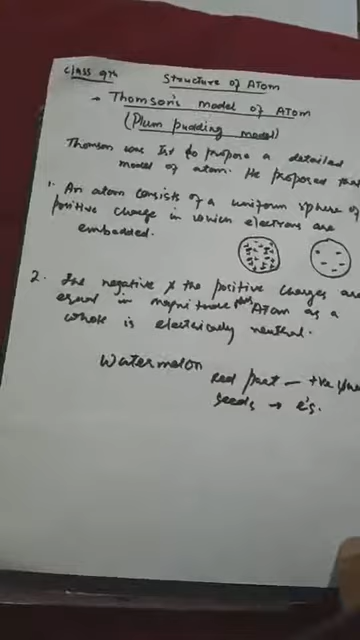 Class 9th
Structure of Atom
→ Thomson's model of Atom
(Plum pudding model)
Thomson was Ist to propose a detailed
model of atom. He proposed that
1. An atom consists of a uniform sphere of
positive charge in which electrons are
embedded.
2. The negative & the positive charges are
equal in magnitude thus Atom as a
whole is electrically neutral.
Watermelon
Red part — +ve
seeds → e's.